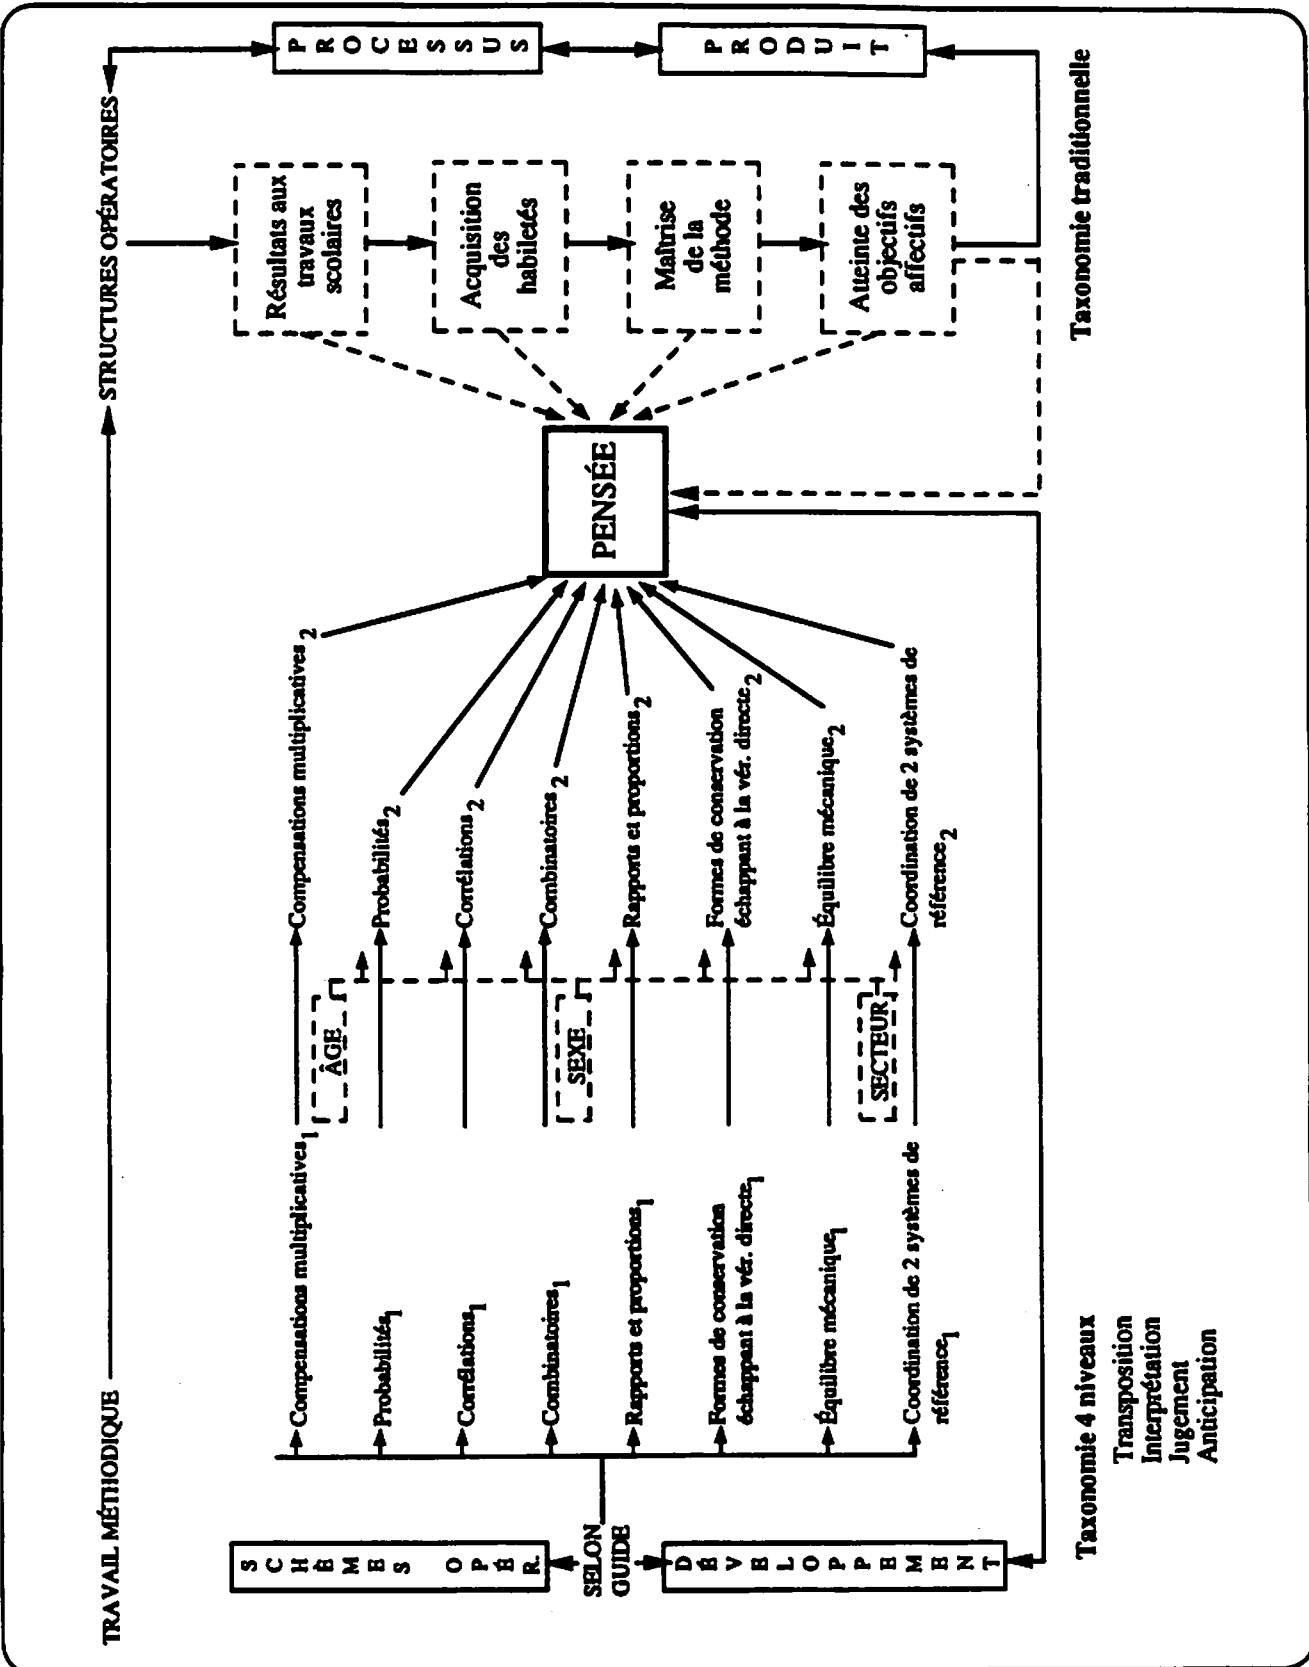 TRAVAIL MÉTHODIQUE
STRUCTURES OPÉRATOIRES
SCHÈMES OPÉR.
SELON
GUIDE
DÉVELOPPEMENT
Compensations multiplicatives1
Probabilités1
Corrélations1
Combinatoires1
Rapports et proportions1
Formes de conservation
échappant à la vér. directe1
Équilibre mécanique1
Coordination de 2 systèmes de
référence1
ÂGE
SEXE
SECTEUR
Compensations multiplicatives2
Probabilités2
Corrélations2
Combinatoires2
Rapports et proportions2
Formes de conservation
échappant à la vér. directe2
Équilibre mécanique2
Coordination de 2 systèmes de
référence2
PENSÉE
Résultats aux
travaux
scolaires
Acquisition
des
habiletés
Maîtrise
de la
méthode
Atteinte des
objectifs
affectifs
PROCESSUS
PRODUIT
Taxonomie 4 niveaux
Transposition
Interprétation
Jugement
Anticipation
Taxonomie traditionnelle